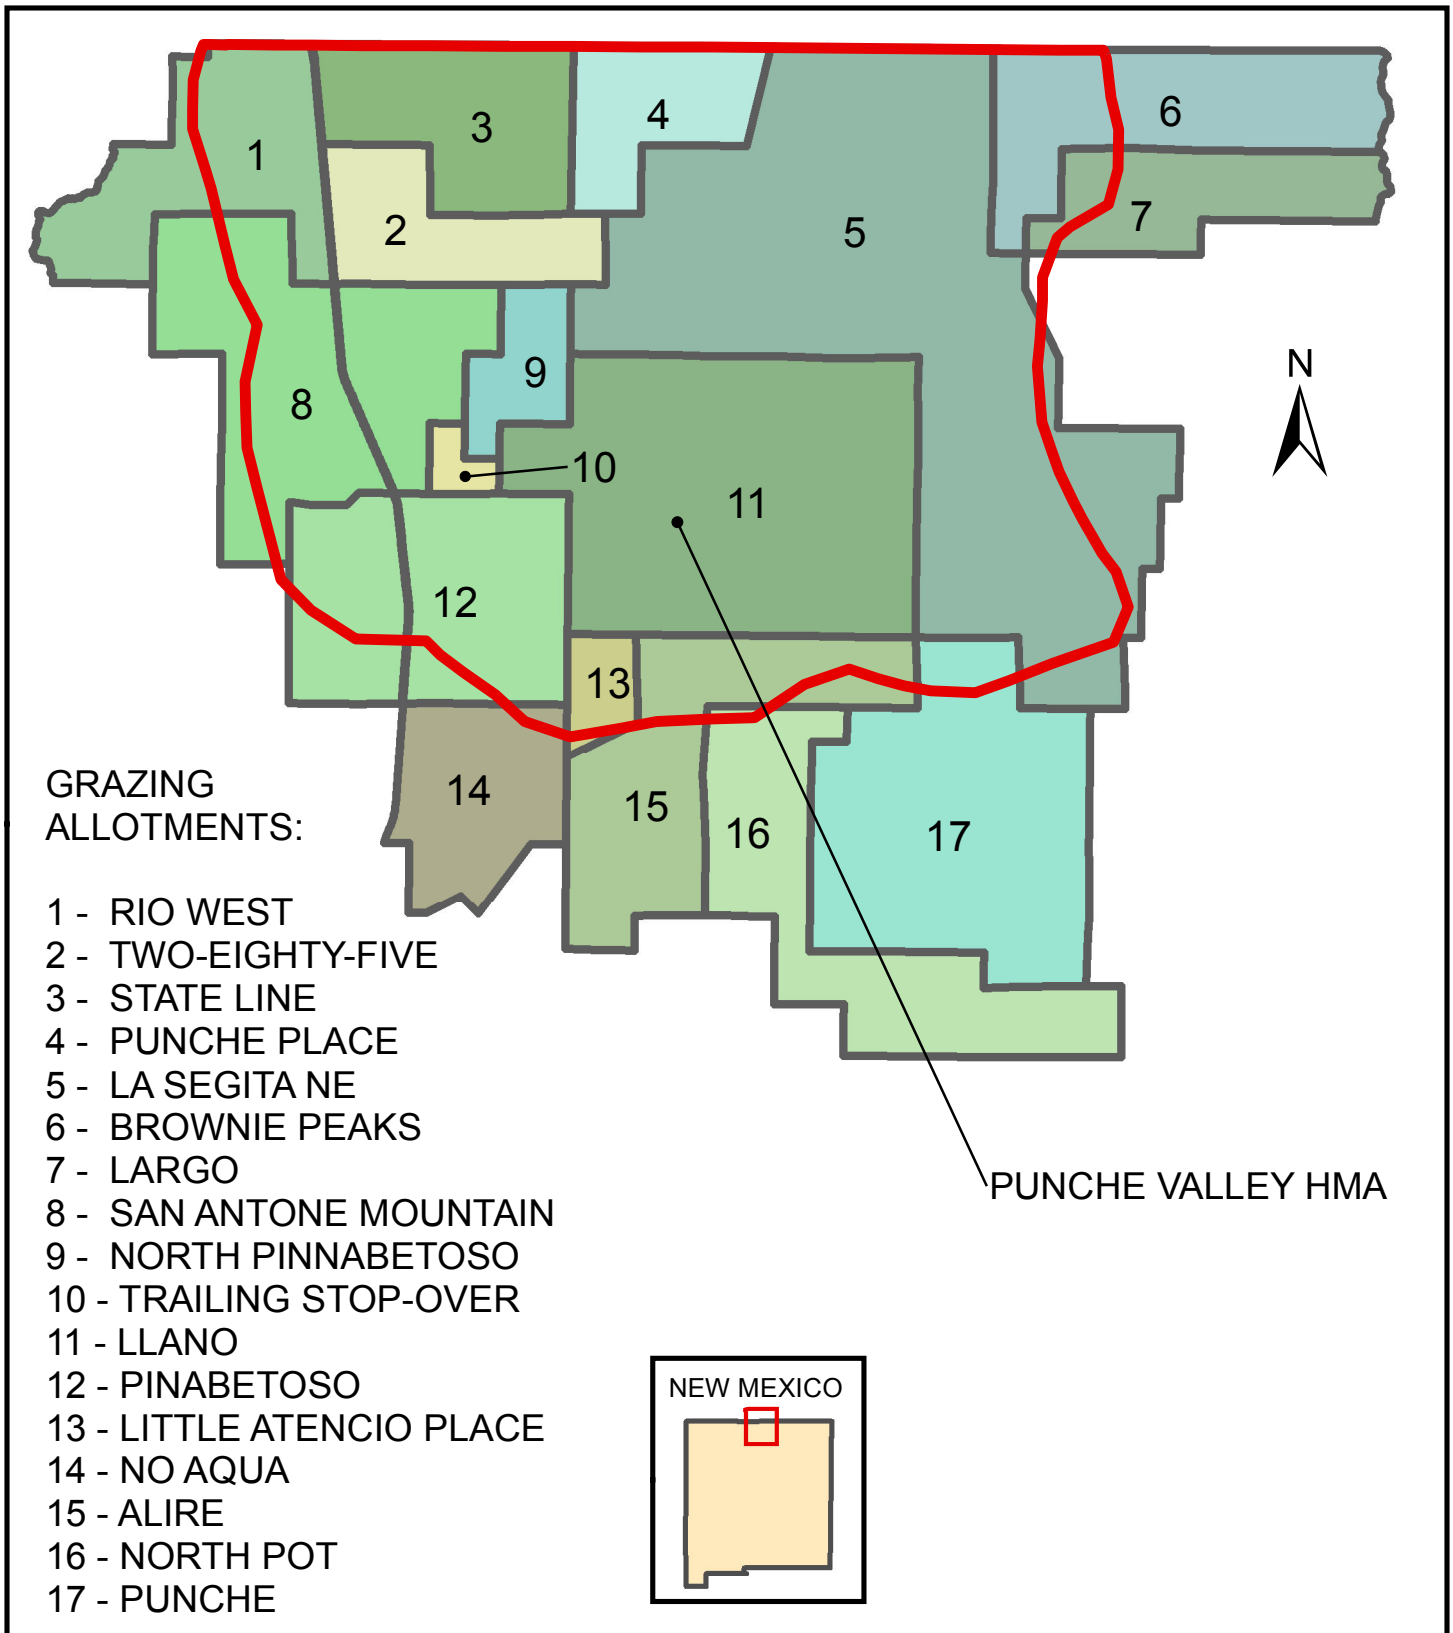 1
2
3
4
5
6
7
8
9
10
11
12
13
14
15
16
17
N
GRAZING
ALLOTMENTS:
1 - RIO WEST
2 - TWO-EIGHTY-FIVE
3 - STATE LINE
4 - PUNCHE PLACE
5 - LA SEGITA NE
6 - BROWNIE PEAKS
7 - LARGO
8 - SAN ANTONE MOUNTAIN
9 - NORTH PINNABETOSO
10 - TRAILING STOP-OVER
11 - LLANO
12 - PINABETOSO
13 - LITTLE ATENCIO PLACE
14 - NO AQUA
15 - ALIRE
16 - NORTH POT
17 - PUNCHE
PUNCHE VALLEY HMA
NEW MEXICO